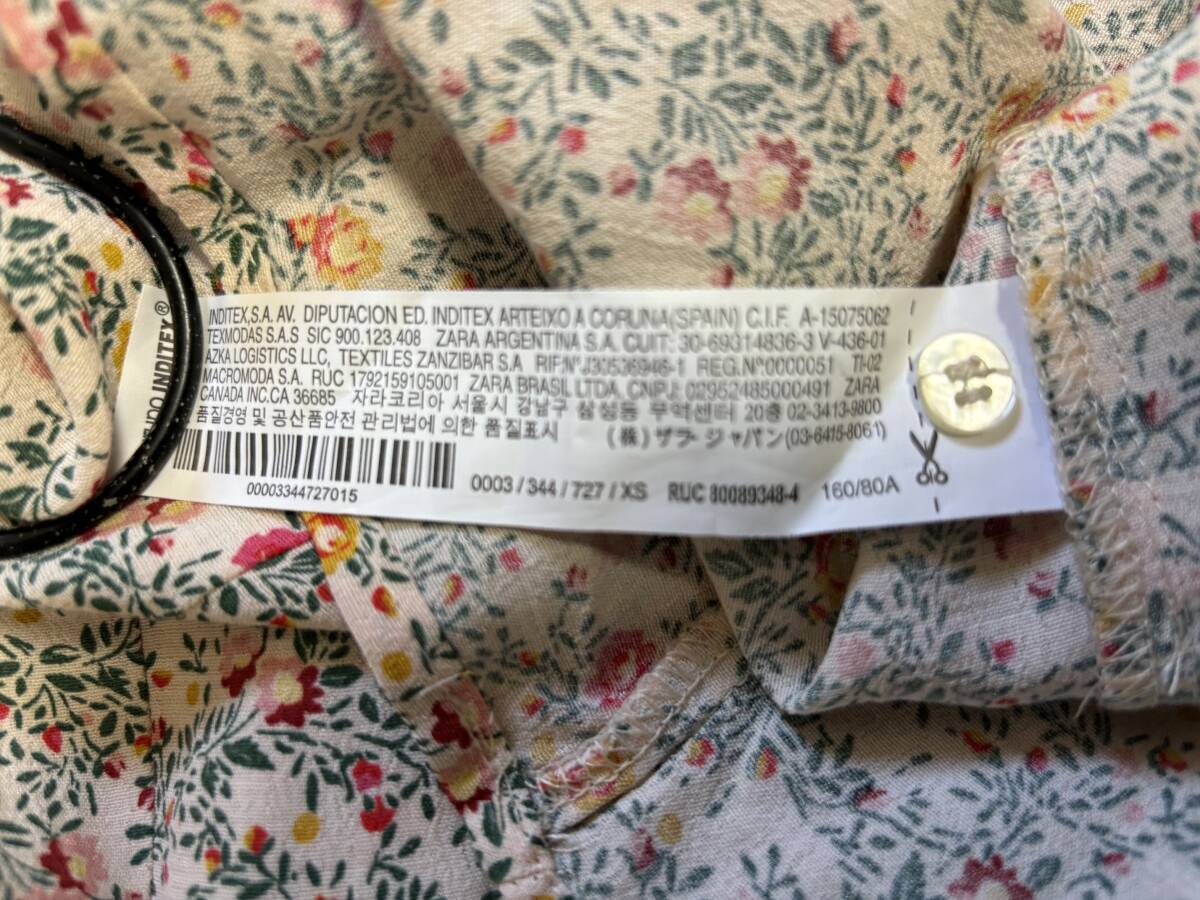 INDITEX,S.A. AV. DIPUTACION ED. INDITEX ARTEIXO A CORUNA(SPAIN) C.I.F. A-15075062
TEXMODAS S.A.S SIC 900.123.408 ZARA ARGENTINA S.A. CUIT: 30-69314836-3 V-436-01
AZKA LOGISTICS LLC, TEXTILES ZANZIBAR S.A RIF:Nº J30536948-1 REG.Nº:0000051 TI-02
MACROMODA S.A. RUC 1792159105001 ZARA BRASIL LTDA. CNPJ: 02952485000491 ZARA
CANADA INC.CA 36685 자라코리아 서울시 강남구 삼성동 무역센터 20층 02-3413-9800
품질경영 및 공산품안전 관리법에 의한 품질표시 (株) ザラ ジャパン(03-6415-8061)
00003344727015
0003 / 344 / 727 / XS RUC 80089348-4 160/80A
INDITEX®